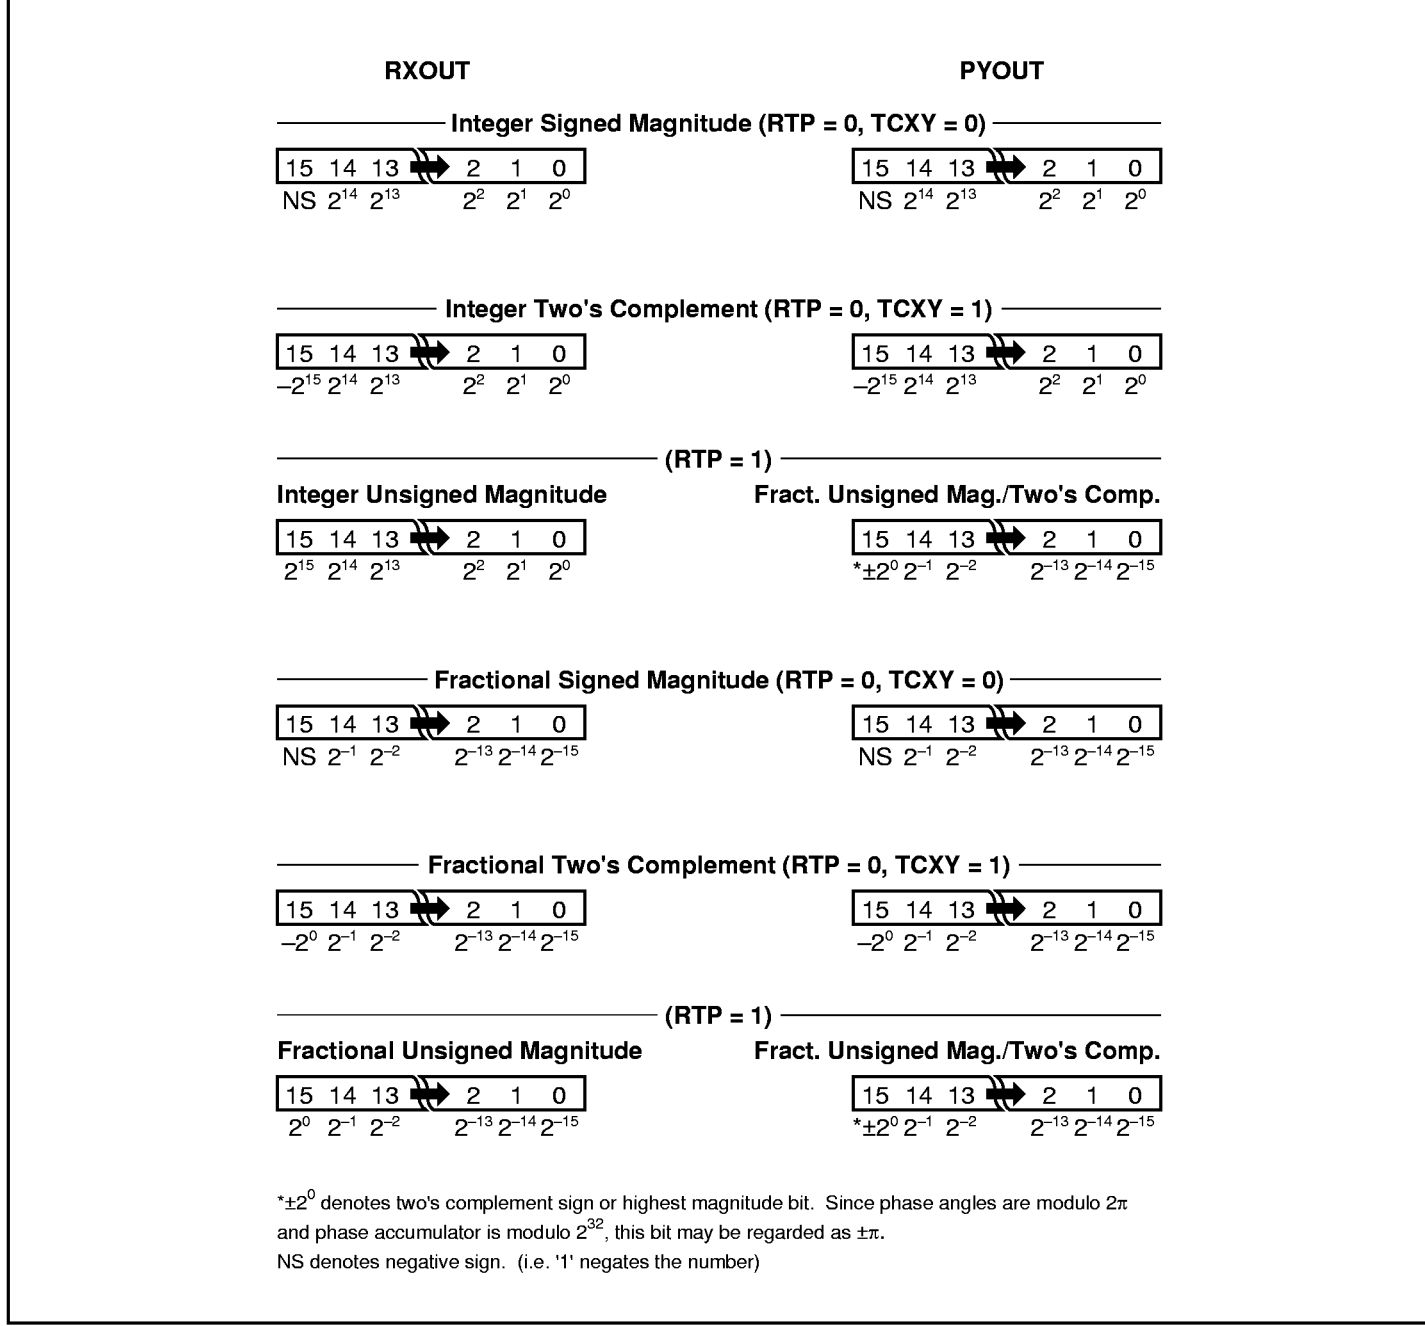 RXOUT PYOUT
Integer Signed Magnitude (RTP = 0, TCXY = 0)
15 14 13 2 1 0 15 14 13 2 1 0
NS 2¹⁴ 2¹³ 2² 2¹ 2⁰ NS 2¹⁴ 2¹³ 2² 2¹ 2⁰
Integer Two's Complement (RTP = 0, TCXY = 1)
15 14 13 2 1 0 15 14 13 2 1 0
–2¹⁵ 2¹⁴ 2¹³ 2² 2¹ 2⁰ –2¹⁵ 2¹⁴ 2¹³ 2² 2¹ 2⁰
(RTP = 1)
Integer Unsigned Magnitude Fract. Unsigned Mag./Two's Comp.
15 14 13 2 1 0 15 14 13 2 1 0
2¹⁵ 2¹⁴ 2¹³ 2² 2¹ 2⁰ *±2⁰ 2⁻¹ 2⁻² 2⁻¹³ 2⁻¹⁴ 2⁻¹⁵
Fractional Signed Magnitude (RTP = 0, TCXY = 0)
15 14 13 2 1 0 15 14 13 2 1 0
NS 2⁻¹ 2⁻² 2⁻¹³ 2⁻¹⁴ 2⁻¹⁵ NS 2⁻¹ 2⁻² 2⁻¹³ 2⁻¹⁴ 2⁻¹⁵
Fractional Two's Complement (RTP = 0, TCXY = 1)
15 14 13 2 1 0 15 14 13 2 1 0
–2⁰ 2⁻¹ 2⁻² 2⁻¹³ 2⁻¹⁴ 2⁻¹⁵ –2⁰ 2⁻¹ 2⁻² 2⁻¹³ 2⁻¹⁴ 2⁻¹⁵
(RTP = 1)
Fractional Unsigned Magnitude Fract. Unsigned Mag./Two's Comp.
15 14 13 2 1 0 15 14 13 2 1 0
2⁰ 2⁻¹ 2⁻² 2⁻¹³ 2⁻¹⁴ 2⁻¹⁵ *±2⁰ 2⁻¹ 2⁻² 2⁻¹³ 2⁻¹⁴ 2⁻¹⁵
*±2⁰ denotes two's complement sign or highest magnitude bit. Since phase angles are modulo 2π
and phase accumulator is modulo 2³², this bit may be regarded as ±π.
NS denotes negative sign. (i.e. '1' negates the number)